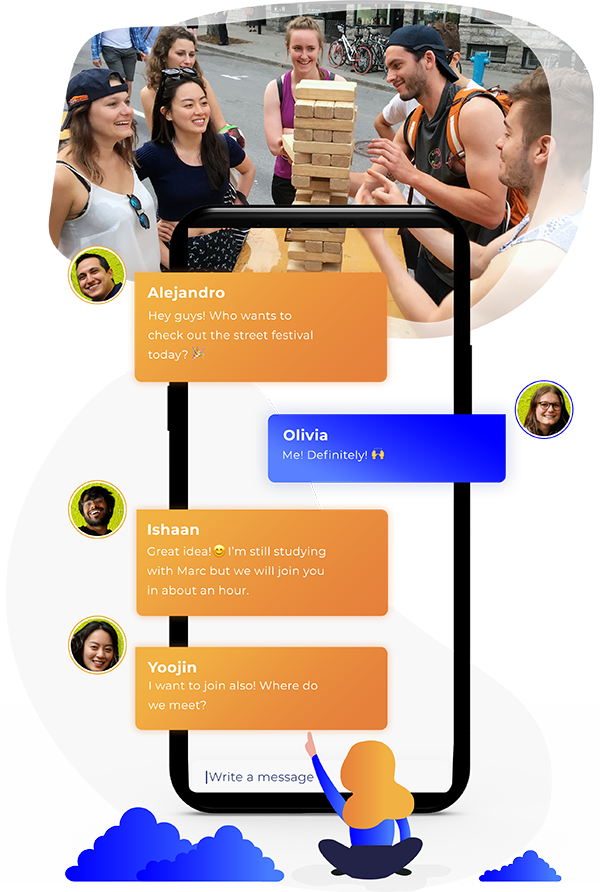 Alejandro
Hey guys! Who wants to
check out the street festival
today? 🎉
Olivia
Me! Definitely! 🙌
Ishaan
Great idea!😊 I'm still studying
with Marc but we will join you
in about an hour.
Yoojin
I want to join also! Where do
we meet?
Write a message